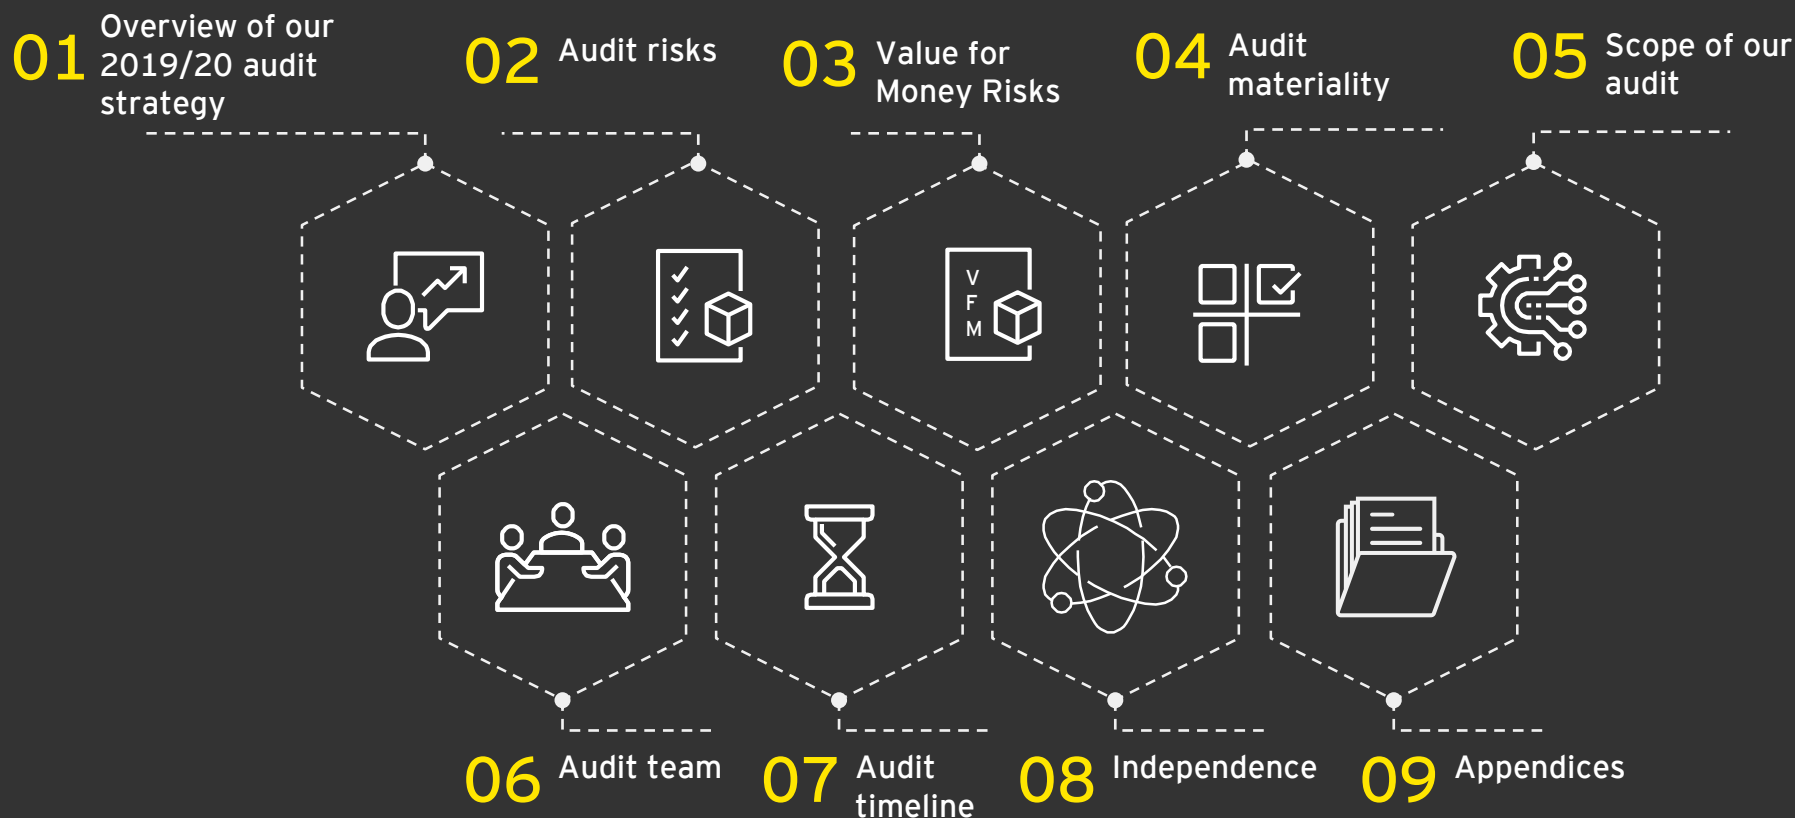 01
Overview of our
2019/20 audit
strategy
02
Audit risks
03
Value for
Money Risks
04
Audit
materiality
05
Scope of our
audit
V
F
M
06
Audit team
07
Audit
timeline
08
Independence
09
Appendices